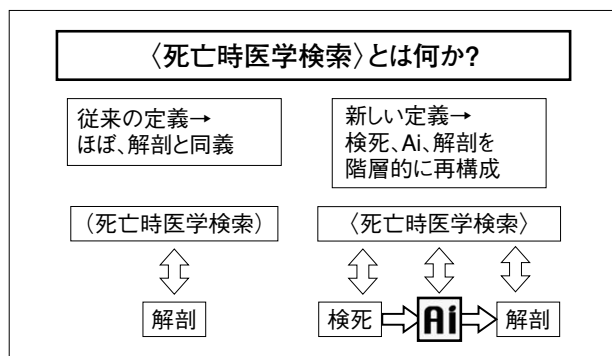 〈死亡時医学検索〉とは何か?
従来の定義→
ほぼ、解剖と同義
新しい定義→
検死、Ai、解剖を
階層的に再構成
(死亡時医学検索)
〈死亡時医学検索〉
解剖
検死
Ai
解剖